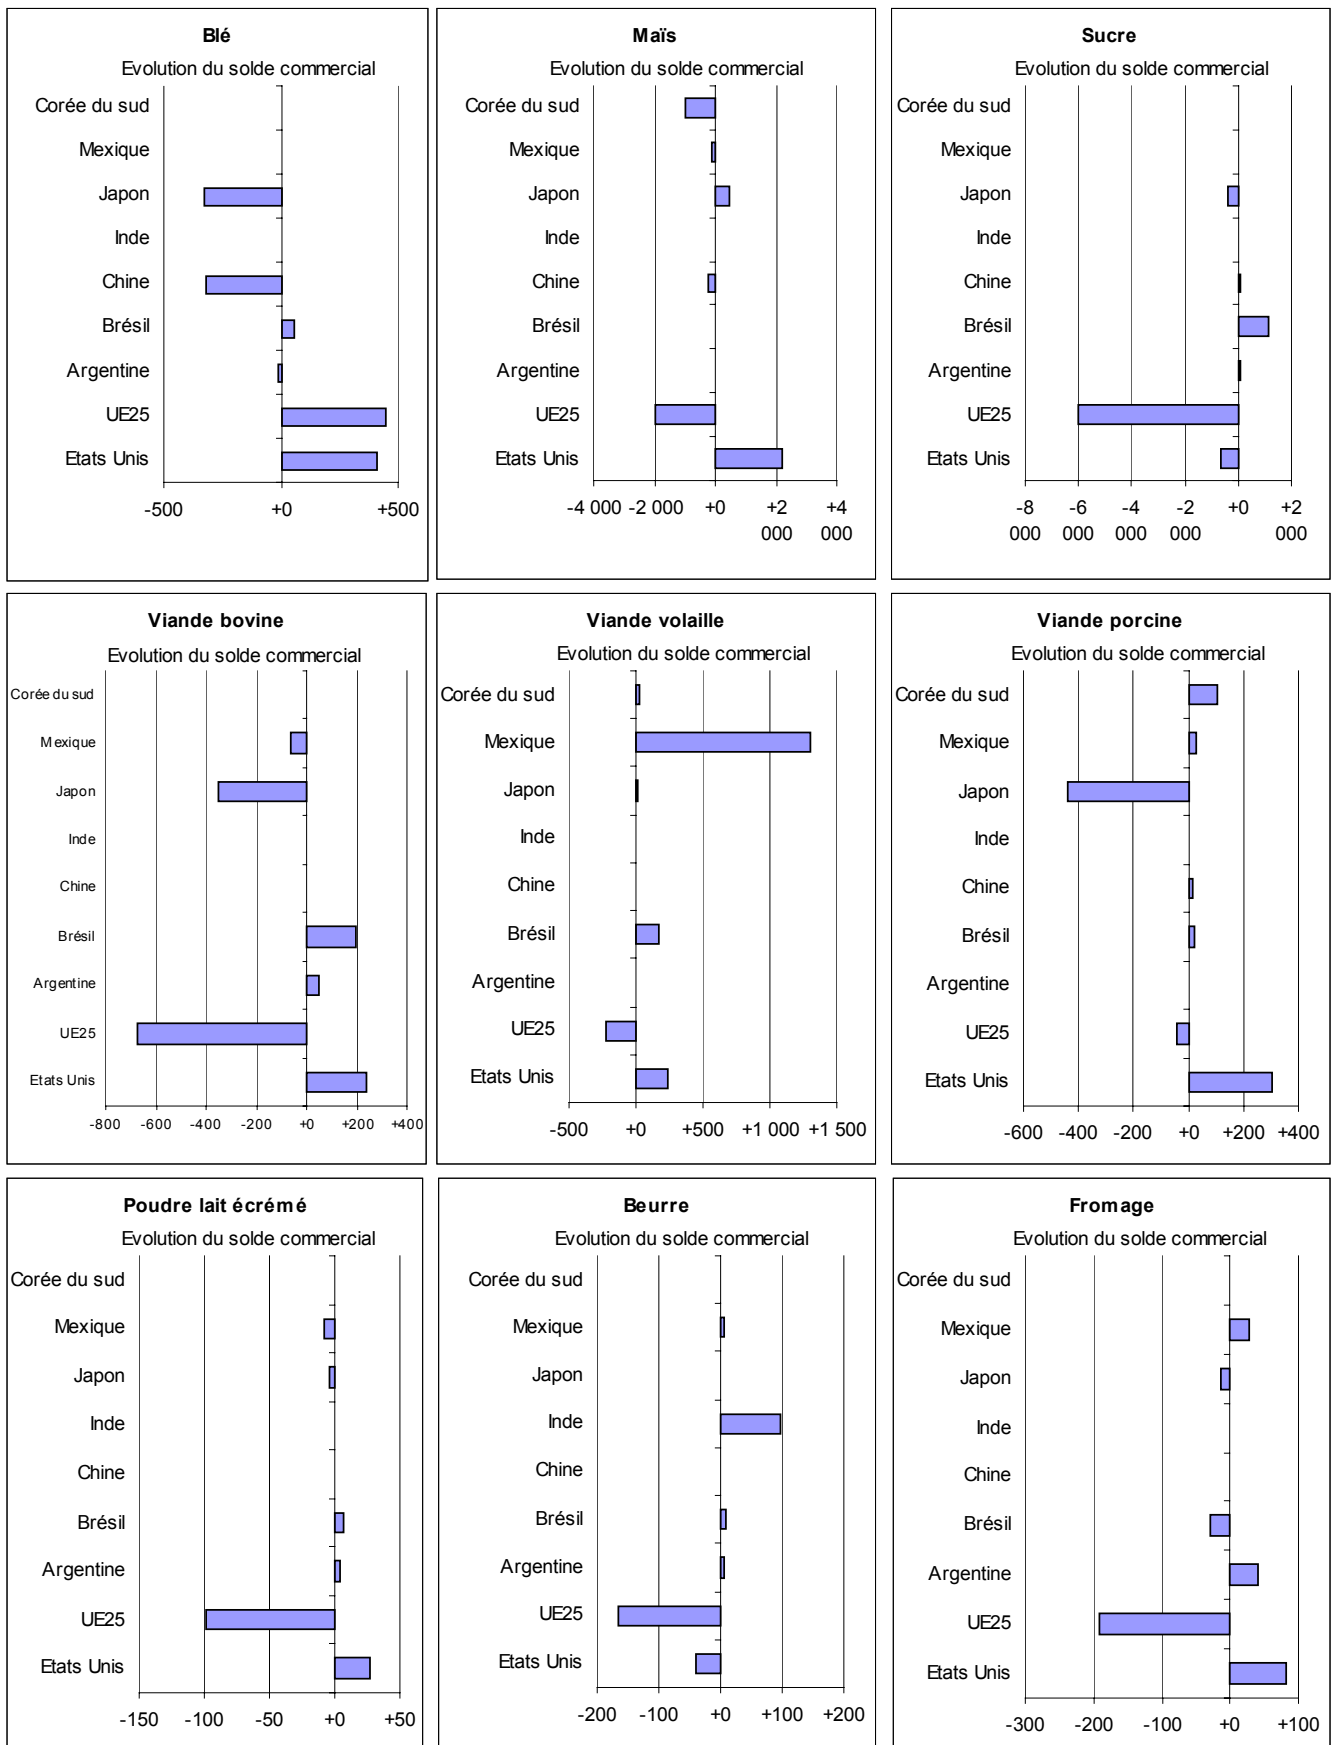 Blé
Evolution du solde commercial
Corée du sud
Mexique
Japon
Inde
Chine
Brésil
Argentine
UE25
Etats Unis
-500 +0 +500
Maïs
Evolution du solde commercial
Corée du sud
Mexique
Japon
Inde
Chine
Brésil
Argentine
UE25
Etats Unis
-4 000 -2 000 +0 +2 +4
000 000
Sucre
Evolution du solde commercial
Corée du sud
Mexique
Japon
Inde
Chine
Brésil
Argentine
UE25
Etats Unis
-8 -6 -4 -2 +0 +2
000 000 000 000 000
Viande bovine
Evolution du solde commercial
Corée du sud
Mexique
Japon
Inde
Chine
Brésil
Argentine
UE25
Etats Unis
-800 -600 -400 -200 +0 +200 +400
Viande volaille
Evolution du solde commercial
Corée du sud
Mexique
Japon
Inde
Chine
Brésil
Argentine
UE25
Etats Unis
-500 +0 +500 +1 000 +1 500
Viande porcine
Evolution du solde commercial
Corée du sud
Mexique
Japon
Inde
Chine
Brésil
Argentine
UE25
Etats Unis
-600 -400 -200 +0 +200 +400
Poudre lait écrémé
Evolution du solde commercial
Corée du sud
Mexique
Japon
Inde
Chine
Brésil
Argentine
UE25
Etats Unis
-150 -100 -50 +0 +50
Beurre
Evolution du solde commercial
Corée du sud
Mexique
Japon
Inde
Chine
Brésil
Argentine
UE25
Etats Unis
-200 -100 +0 +100 +200
Fromage
Evolution du solde commercial
Corée du sud
Mexique
Japon
Inde
Chine
Brésil
Argentine
UE25
Etats Unis
-300 -200 -100 +0 +100